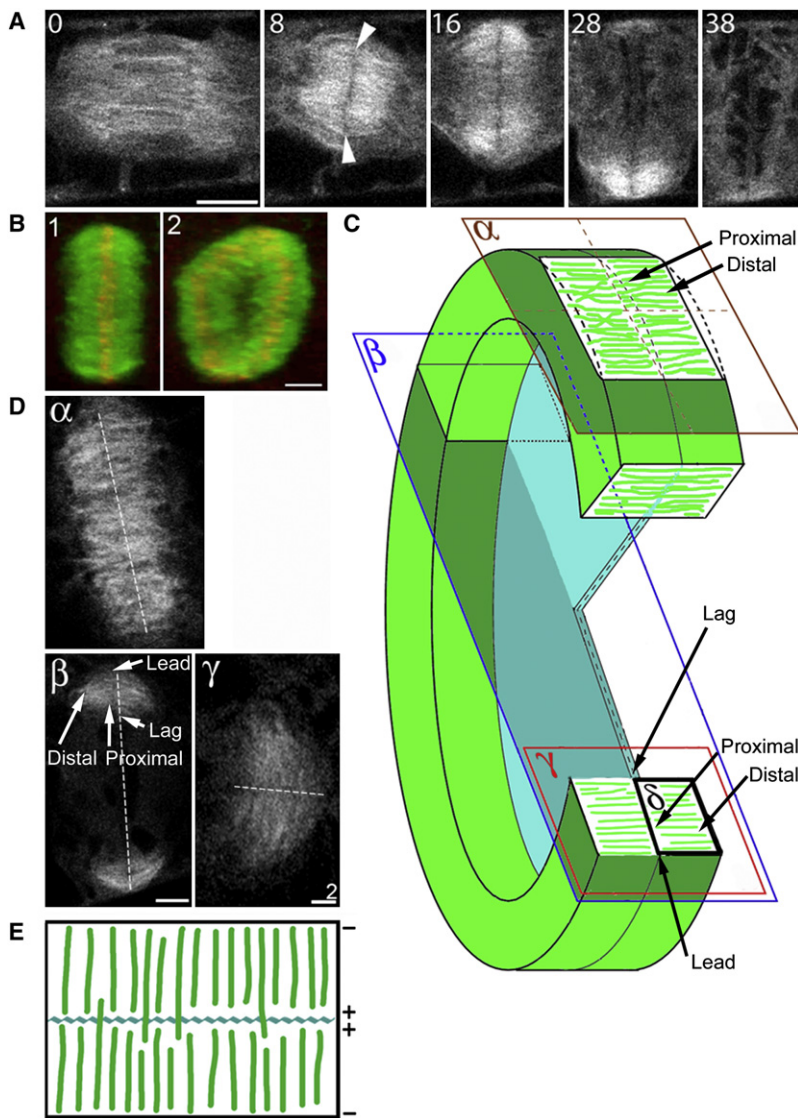 A
0
8
16
28
38
B
1
2
C
α
Proximal
Distal
β
D
α
Lag
β
Lead
γ
Lag
Distal Proximal
γ
δ
Proximal
Distal
2
Lead
E
−
+
+
−